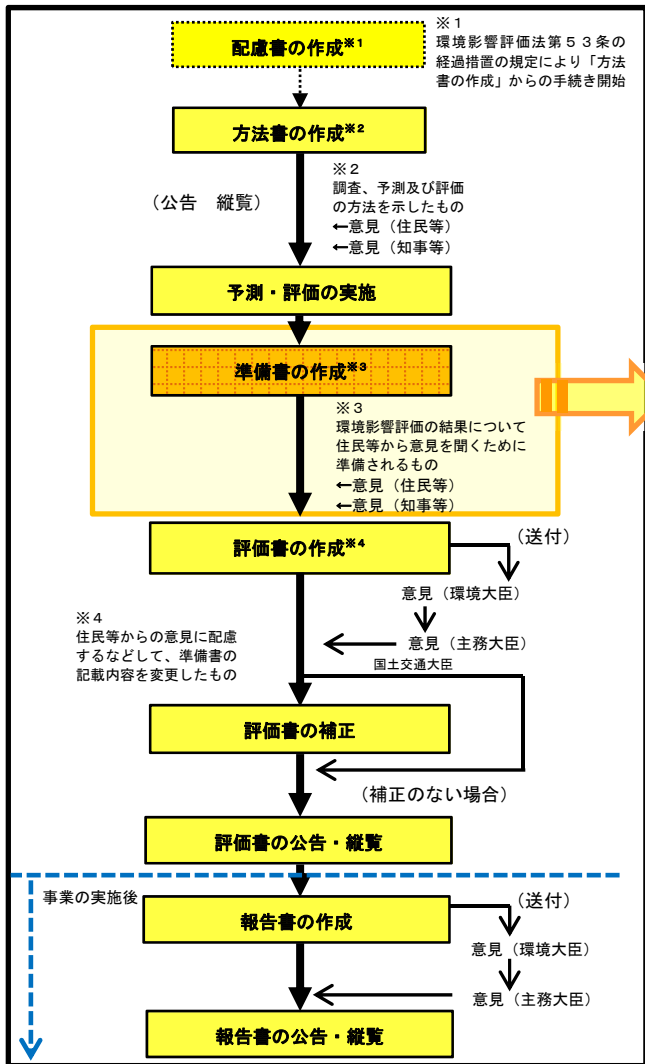 配慮書の作成※1
※1
環境影響評価法第53条の
経過措置の規定により「方法
書の作成」からの手続き開始
方法書の作成※2
(公告　縦覧)
※2
調査、予測及び評価
の方法を示したもの
←意見(住民等)
←意見(知事等)
予測・評価の実施
準備書の作成※3
※3
環境影響評価の結果について
住民等から意見を聞くために
準備されるもの
←意見(住民等)
←意見(知事等)
評価書の作成※4
(送付)
意見(環境大臣)
※4
住民等からの意見に配慮
するなどして、準備書の
記載内容を変更したもの
意見(主務大臣)
国土交通大臣
評価書の補正
(補正のない場合)
評価書の公告・縦覧
事業の実施後
報告書の作成
(送付)
意見(環境大臣)
意見(主務大臣)
報告書の公告・縦覧